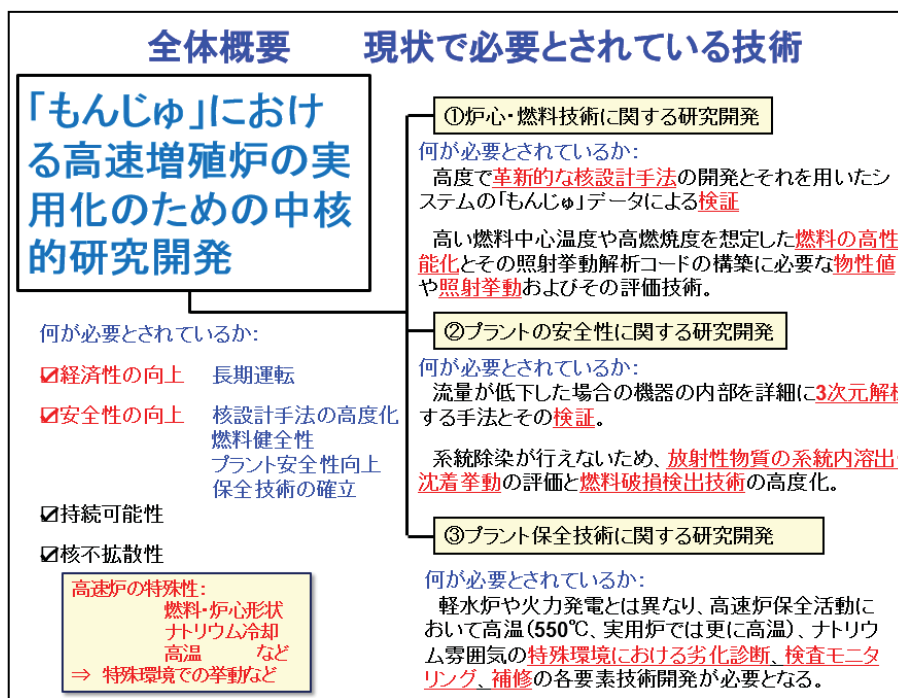 全体概要　現状で必要とされている技術
「もんじゅ」におけ
る高速増殖炉の実
用化のための中核
的研究開発
何が必要とされているか:
☑経済性の向上　長期運転
☑安全性の向上　核設計手法の高度化
燃料健全性
プラント安全性向上
保全技術の確立
☑持続可能性
☑核不拡散性
高速炉の特殊性:
燃料・炉心形状
ナトリウム冷却
高温　など
⇒ 特殊環境での挙動など
①炉心・燃料技術に関する研究開発
何が必要とされているか:
高度で革新的な核設計手法の開発とそれを用いたシ
ステムの「もんじゅ」データによる検証
高い燃料中心温度や高燃焼度を想定した燃料の高性
能化とその照射挙動解析コードの構築に必要な物性値
や照射挙動およびその評価技術。
②プラントの安全性に関する研究開発
何が必要とされているか:
流量が低下した場合の機器の内部を詳細に3次元解析
する手法とその検証。
系統除染が行えないため、放射性物質の系統内溶出
沈着挙動の評価と燃料破損検出技術の高度化。
③プラント保全技術に関する研究開発
何が必要とされているか:
軽水炉や火力発電とは異なり、高速炉保全活動に
おいて高温(550℃、実用炉では更に高温)、ナトリウ
ム雰囲気の特殊環境における劣化診断、検査モニタ
リング、補修の各要素技術開発が必要となる。